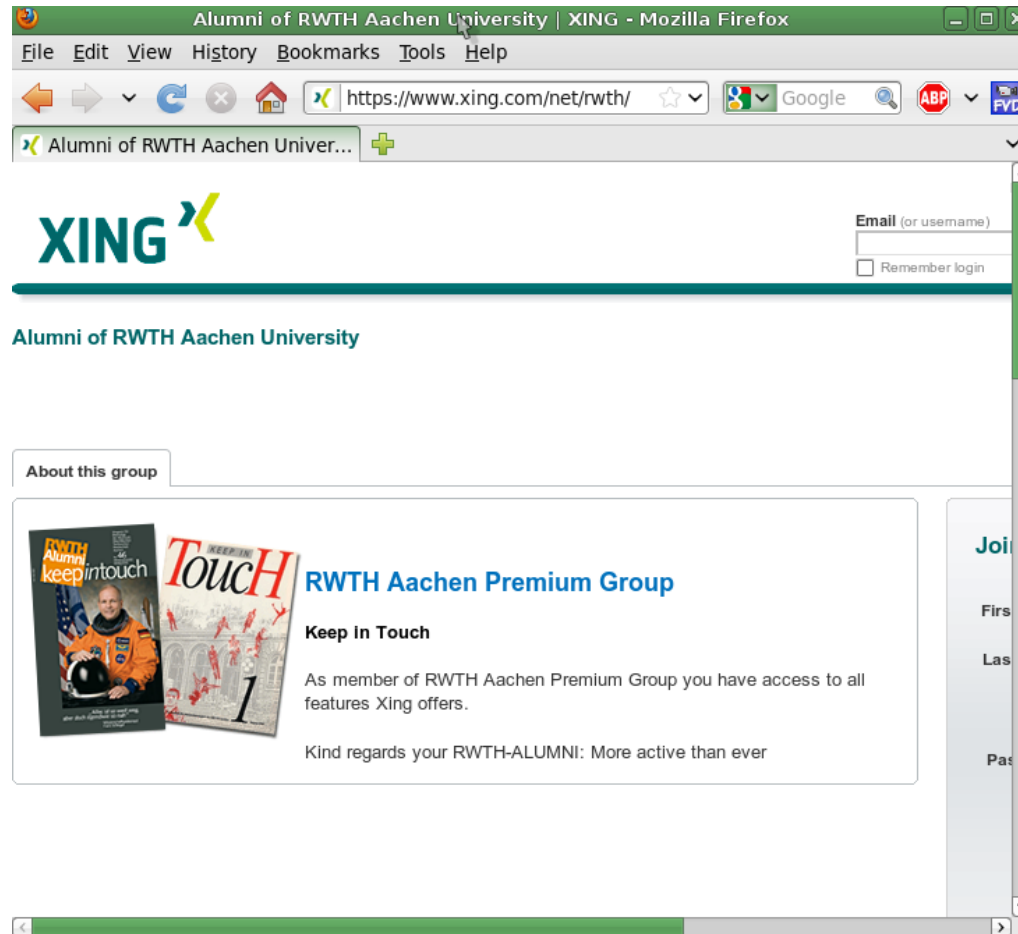 Alumni of RWTH Aachen University | XING - Mozilla Firefox
File Edit View History Bookmarks Tools Help
https://www.xing.com/net/rwth/ Google ABP FVD
Alumni of RWTH Aachen Univer...
XING
Email (or username)
Remember login
Alumni of RWTH Aachen University
About this group
RWTH
Alumni
keepintouch
KEEP IN
TOUCH
1
RWTH Aachen Premium Group
Keep in Touch
As member of RWTH Aachen Premium Group you have access to all
features Xing offers.
Kind regards your RWTH-ALUMNI: More active than ever
Joi
Firs
Las
Pas